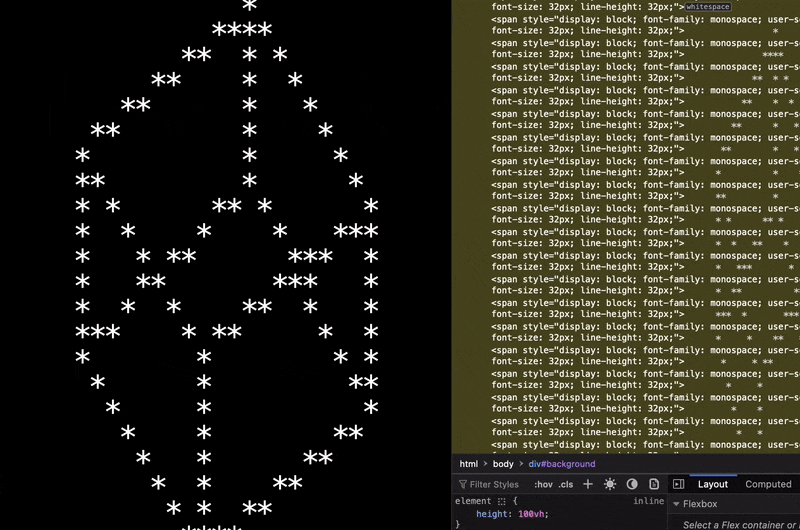 font-size: 32px; line-height: 32px;">whitespace
<span style="display: block; font-family: monospace; user-s
font-size: 32px; line-height: 32px;"> *
<span style="display: block; font-family: monospace; user-s
font-size: 32px; line-height: 32px;"> ****
<span style="display: block; font-family: monospace; user-s
font-size: 32px; line-height: 32px;"> ** * *
<span style="display: block; font-family: monospace; user-s
font-size: 32px; line-height: 32px;"> ** * *
<span style="display: block; font-family: monospace; user-s
font-size: 32px; line-height: 32px;"> ** * *
<span style="display: block; font-family: monospace; user-s
font-size: 32px; line-height: 32px;"> ** * *
<span style="display: block; font-family: monospace; user-s
font-size: 32px; line-height: 32px;"> * * *
<span style="display: block; font-family: monospace; user-s
font-size: 32px; line-height: 32px;"> ** *
<span style="display: block; font-family: monospace; user-s
font-size: 32px; line-height: 32px;"> * * ** *
<span style="display: block; font-family: monospace; user-s
font-size: 32px; line-height: 32px;"> * * ** *
<span style="display: block; font-family: monospace; user-s
font-size: 32px; line-height: 32px;"> * *** *
<span style="display: block; font-family: monospace; user-s
font-size: 32px; line-height: 32px;"> * ** *
<span style="display: block; font-family: monospace; user-s
font-size: 32px; line-height: 32px;"> *** * ***
<span style="display: block; font-family: monospace; user-s
font-size: 32px; line-height: 32px;"> * * **
<span style="display: block; font-family: monospace; user-s
font-size: 32px; line-height: 32px;"> * * **
<span style="display: block; font-family: monospace; user-s
font-size: 32px; line-height: 32px;"> * *
<span style="display: block; font-family: monospace; user-s
font-size: 32px; line-height: 32px;"> * *
<span style="display: block; font-family: monospace; user-s
font-size: 32px; line-height: 32px;"> * *
<span style="display: block; font-family: monospace; user-s
html > body > div#background
Filter Styles :hov .cls + Layout Computed
element { inline
height: 100vh;
}
Flexbox
Select a Flex container or